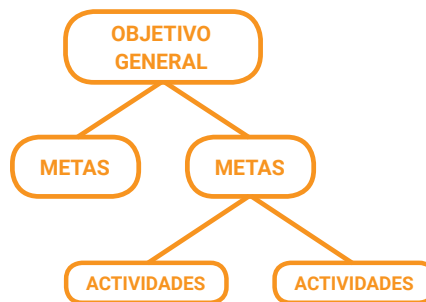 OBJETIVO
GENERAL
METAS
METAS
ACTIVIDADES
ACTIVIDADES